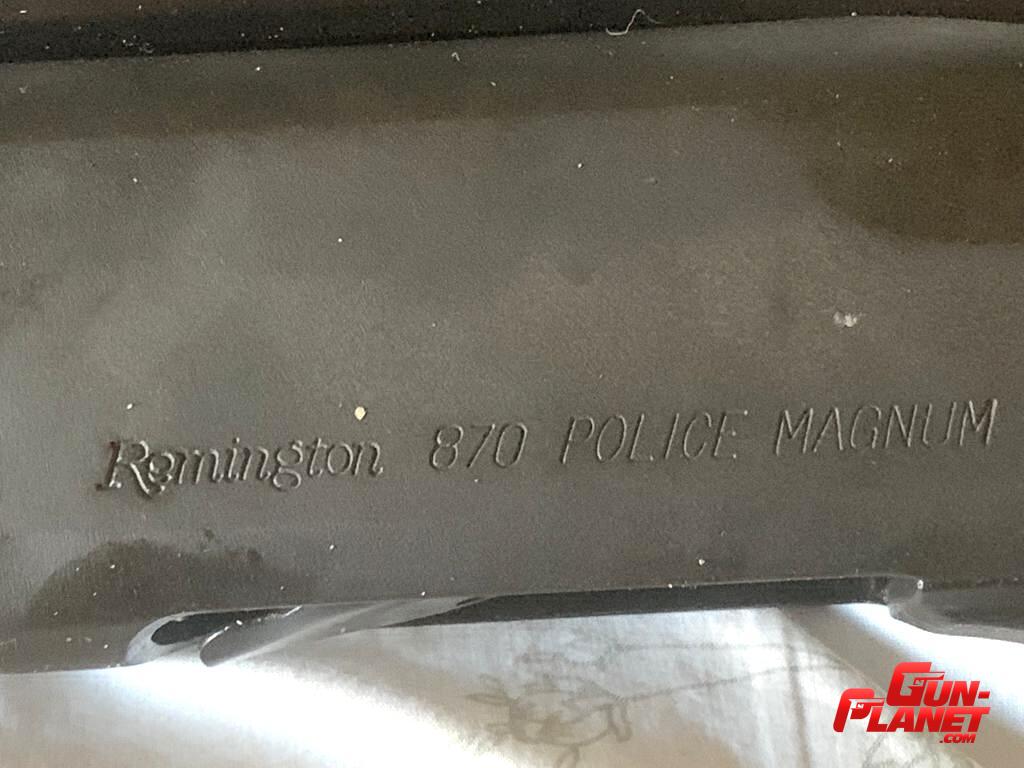 Remington 870 POLICE MAGNUM
GUN-
PLANET
.COM